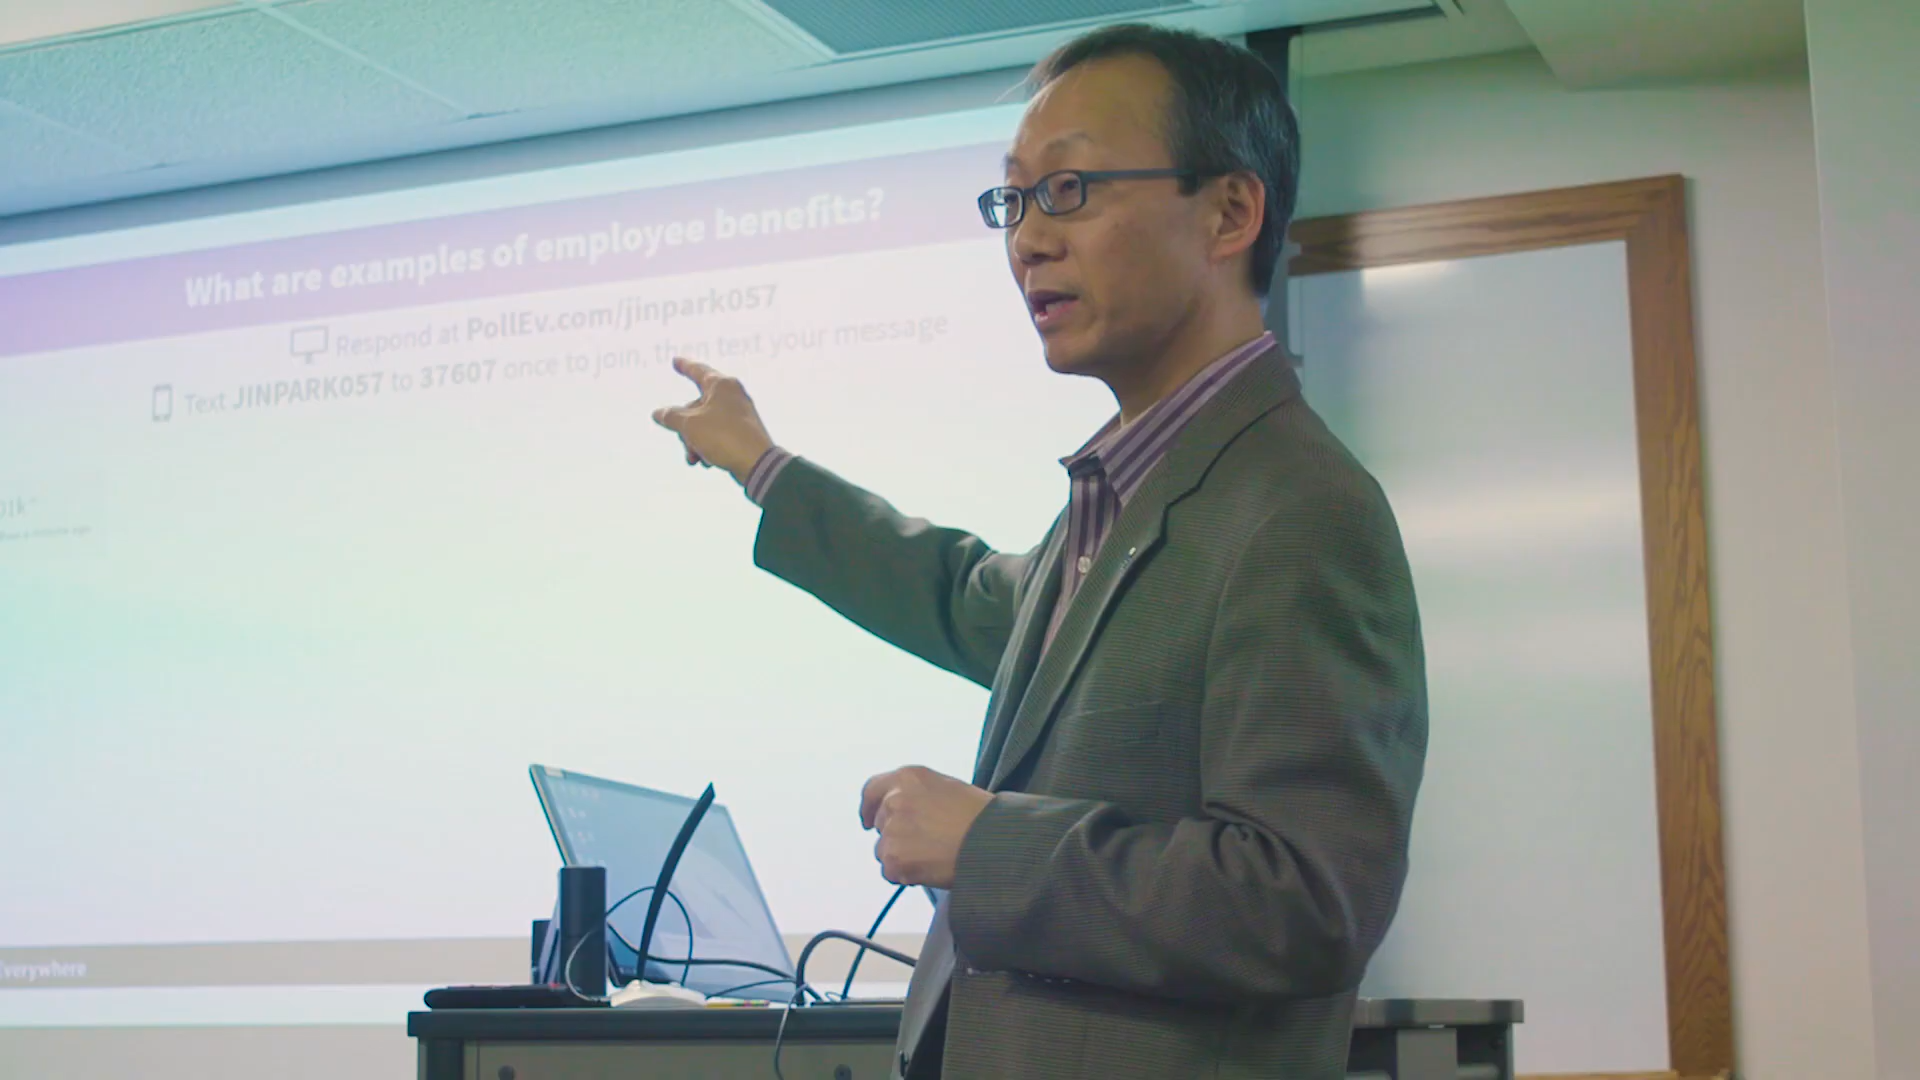 What are examples of employee benefits?
Respond at PollEv.com/jinpark057
Text JINPARK057 to 37607 once to join, then text your message
Everywhere